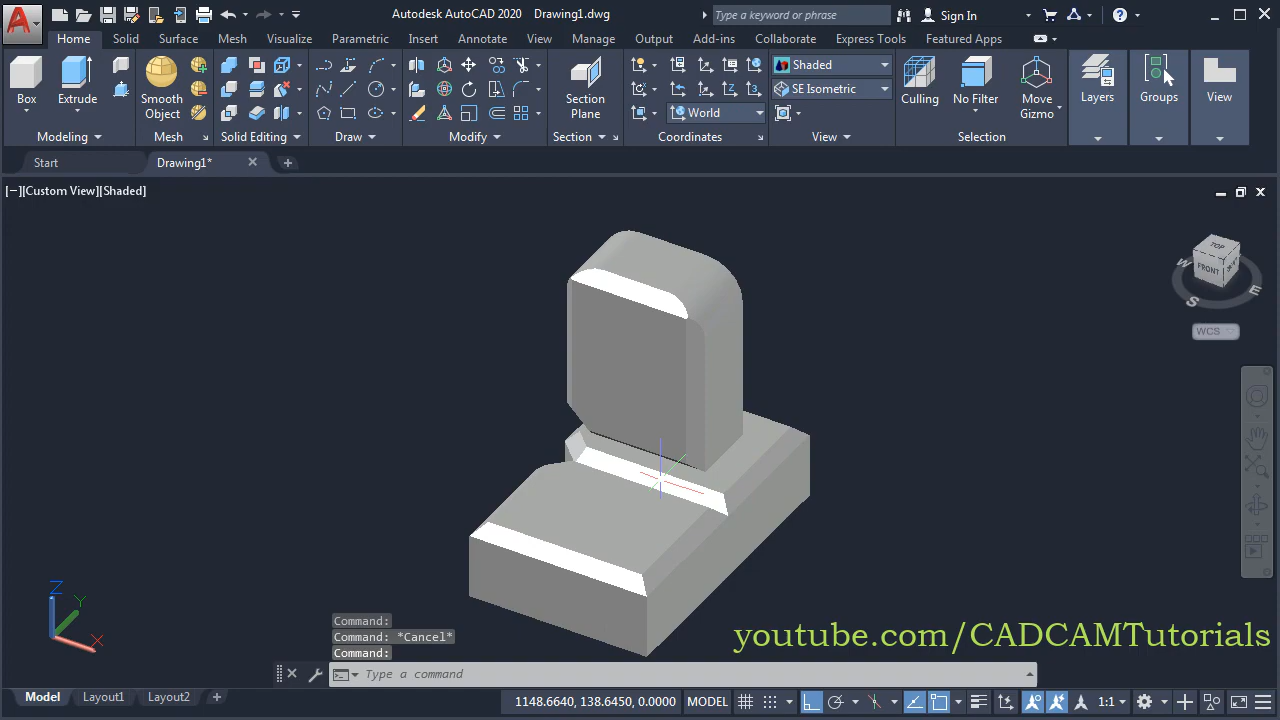 Autodesk AutoCAD 2020 Drawing1.dwg
Type a keyword or phrase
Sign In
Home Solid Surface Mesh Visualize Parametric Insert Annotate View Manage Output Add-ins Collaborate Express Tools Featured Apps
Box
Extrude
Smooth Object
Section Plane
World
Shaded
SE Isometric
Culling
No Filter
Move Gizmo
Layers
Groups
View
Modeling
Mesh
Solid Editing
Draw
Modify
Section
Coordinates
View
Selection
Start
Drawing1*
[−][Custom View][Shaded]
TOP
FRONT
W
S
E
WCS
Z
Y
X
Command:
Command: *Cancel*
Command:
Type a command
youtube.com/CADCAMTutorials
Model Layout1 Layout2
1148.6640, 138.6450, 0.0000 MODEL
1:1